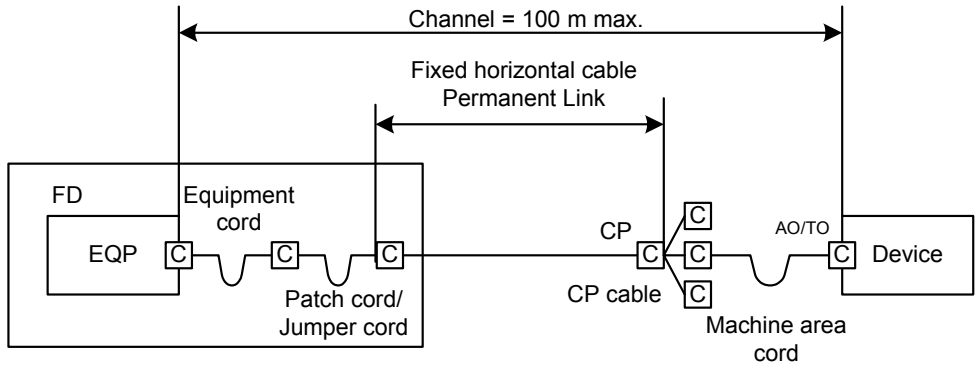 Channel = 100 m max.
Fixed horizontal cable
Permanent Link
FD
Equipment
cord
EQP
C
C
C
Patch cord/
Jumper cord
CP
C
CP cable
C
C
C
Machine area
cord
AO/TO
C
Device